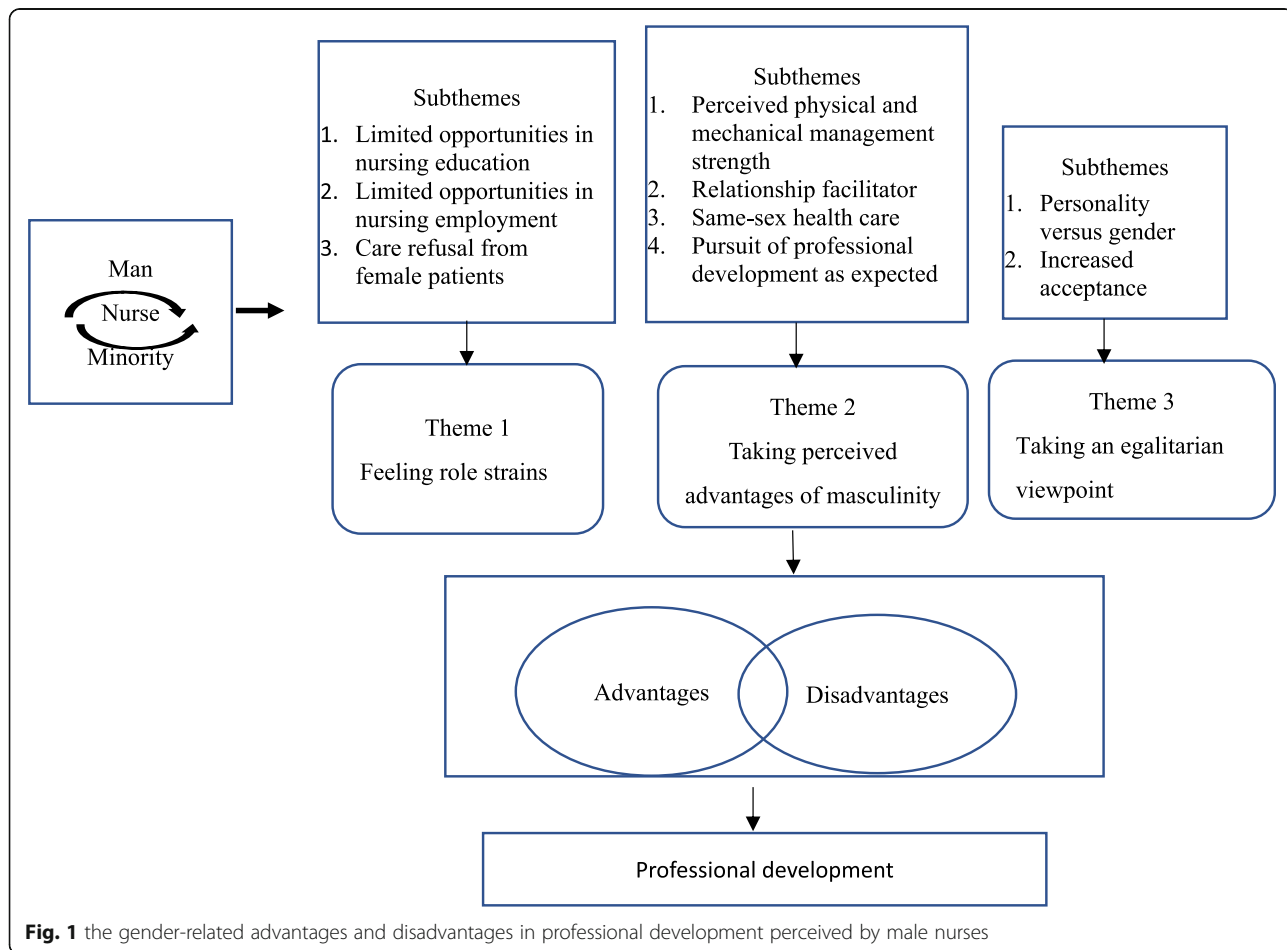 Man
Nurse
Minority
Subthemes
1. Limited opportunities in
nursing education
2. Limited opportunities in
nursing employment
3. Care refusal from
female patients
Subthemes
1. Perceived physical and
mechanical management
strength
2. Relationship facilitator
3. Same-sex health care
4. Pursuit of professional
development as expected
Subthemes
1. Personality
versus gender
2. Increased
acceptance
Theme 1
Feeling role strains
Theme 2
Taking perceived
advantages of masculinity
Theme 3
Taking an egalitarian
viewpoint
Advantages
Disadvantages
Professional development
Fig. 1 the gender-related advantages and disadvantages in professional development perceived by male nurses